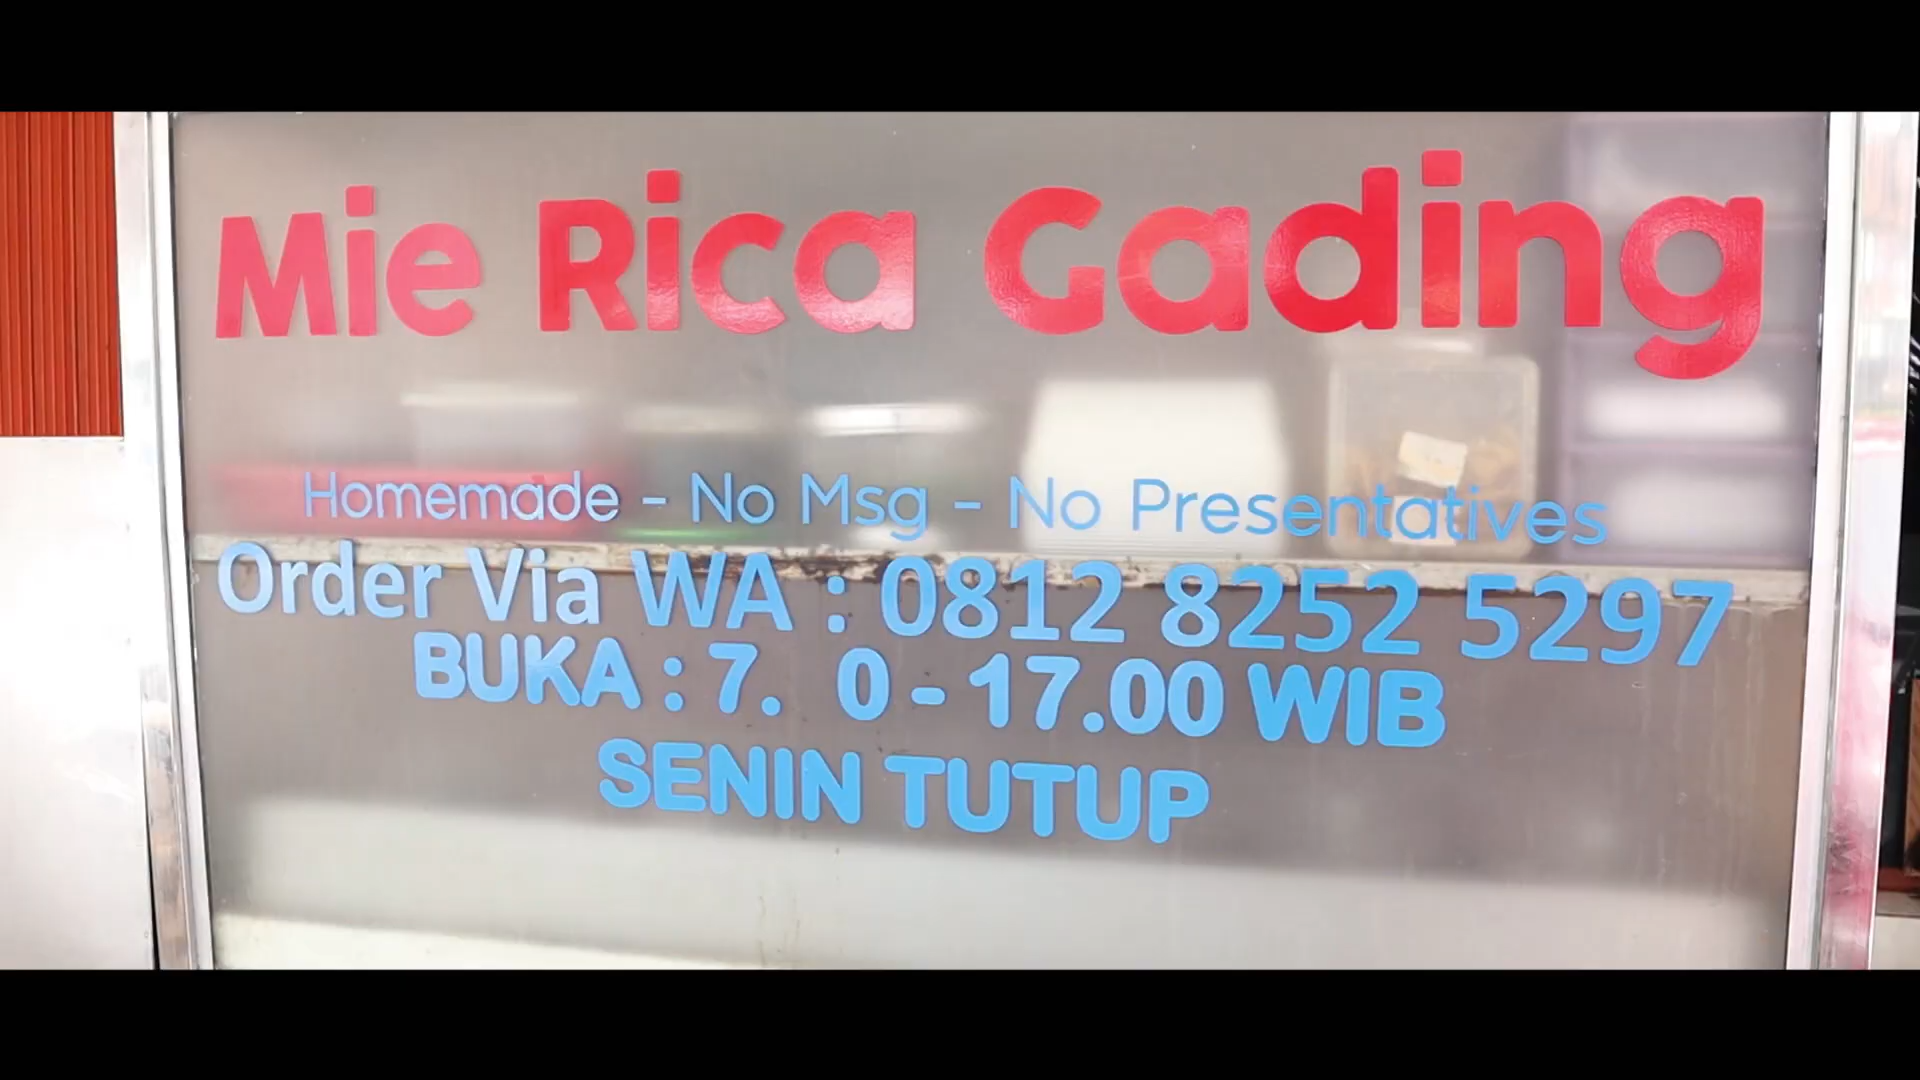 Mie Rica Gading
Homemade - No Msg - No Presentatives
Order Via WA : 0812 8252 5297
BUKA : 7. 0 - 17.00 WIB
SENIN TUTUP